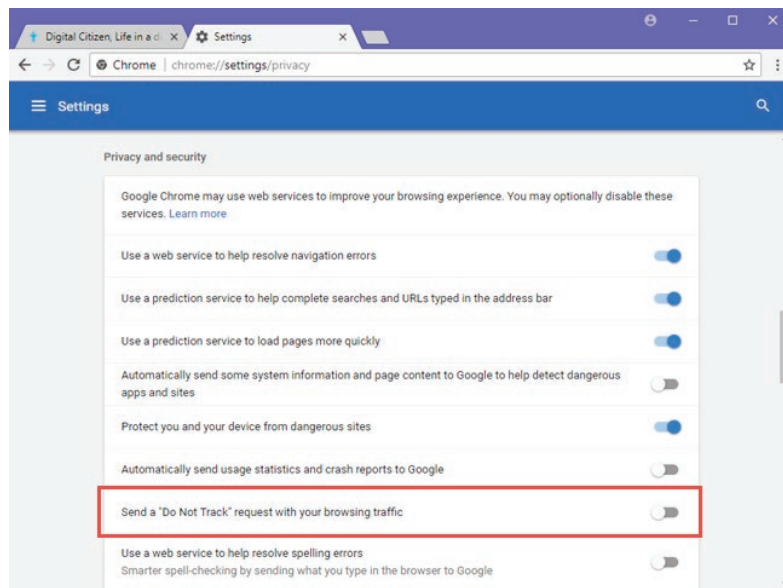 Digital Citizen, Life in a di
Settings
Chrome | chrome://settings/privacy
Settings
Privacy and security
Google Chrome may use web services to improve your browsing experience. You may optionally disable these
services. Learn more
Use a web service to help resolve navigation errors
Use a prediction service to help complete searches and URLs typed in the address bar
Use a prediction service to load pages more quickly
Automatically send some system information and page content to Google to help detect dangerous
apps and sites
Protect you and your device from dangerous sites
Automatically send usage statistics and crash reports to Google
Send a "Do Not Track" request with your browsing traffic
Use a web service to help resolve spelling errors
Smarter spell-checking by sending what you type in the browser to Google